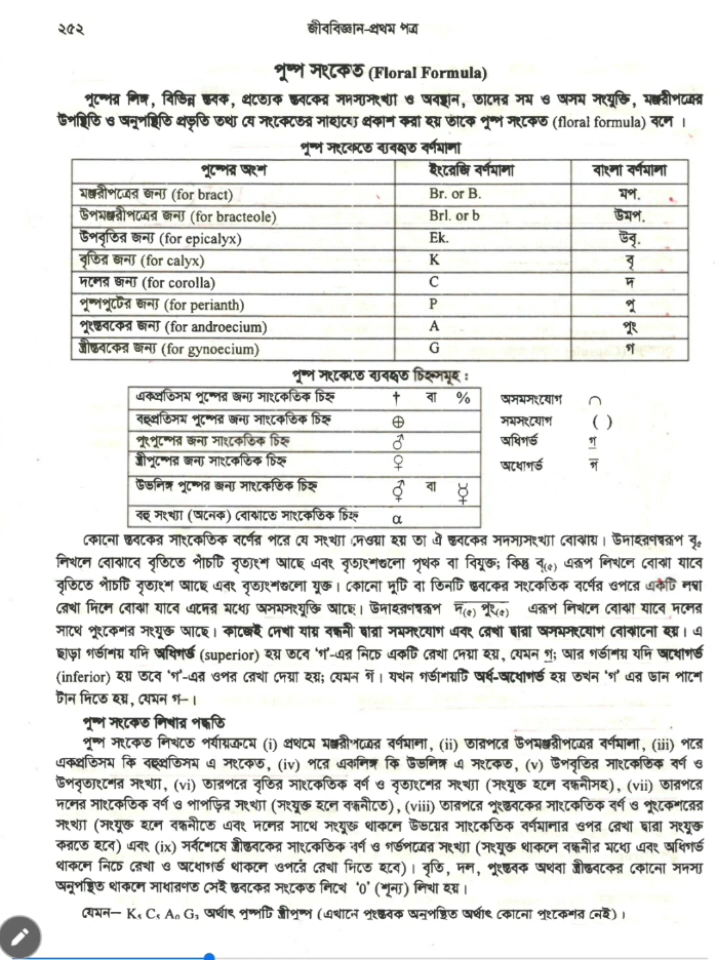 ২৫২ জীববিজ্ঞান-প্রথম পত্র
পুষ্প সংকেত (Floral Formula)
পুষ্পের লিঙ্গ, বিভিন্ন স্তবক, প্রত্যেক স্তবকের সদস্যসংখ্যা ও অবস্থান, তাদের সম ও অসম সংযুক্তি, মঞ্জরীপত্রের
উপস্থিতি ও অনুপস্থিতি প্রভৃতি তথ্য যে সংকেতের সাহায্যে প্রকাশ করা হয় তাকে পুষ্প সংকেত (floral formula) বলে ।
পুষ্প সংকেতে ব্যবহৃত বর্ণমালা
পুষ্পের অংশ ইংরেজি বর্ণমালা বাংলা বর্ণমালা
মঞ্জরীপত্রের জন্য (for bract) Br. or B. মপ.
উপমঞ্জরীপত্রের জন্য (for bracteole) Brl. or b উমপ.
উপবৃতির জন্য (for epicalyx) Ek. উবৃ.
বৃতির জন্য (for calyx) K বৃ
দলের জন্য (for corolla) C দ
পুষ্পপুটের জন্য (for perianth) P পু
পুংস্তবকের জন্য (for androecium) A পুং
স্ত্রীস্তবকের জন্য (for gynoecium) G গ
পুষ্প সংকেতে ব্যবহৃত চিহ্নসমূহ :
একপ্রতিসম পুষ্পের জন্য সাংকেতিক চিহ্ন † বা % অসমসংযোগ ⌒
বহুপ্রতিসম পুষ্পের জন্য সাংকেতিক চিহ্ন ⊕ সমসংযোগ ( )
পুংপুষ্পের জন্য সাংকেতিক চিহ্ন ♂ অধিগর্ভ গ̲
স্ত্রীপুষ্পের জন্য সাংকেতিক চিহ্ন ♀ অধোগর্ভ গ̅
উভলিঙ্গ পুষ্পের জন্য সাংকেতিক চিহ্ন ⚥ বা ☿
বহু সংখ্যা (অনেক) বোঝাতে সাংকেতিক চিহ্ন α
কোনো স্তবকের সাংকেতিক বর্ণের পরে যে সংখ্যা দেওয়া হয় তা ঐ স্তবকের সদস্যসংখ্যা বোঝায়। উদাহরণস্বরূপ বৃ৫
লিখলে বোঝাবে বৃতিতে পাঁচটি বৃত্যংশ আছে এবং বৃত্যংশগুলো পৃথক বা বিযুক্ত; কিন্তু বৃ(৫) এরূপ লিখলে বোঝা যাবে
বৃতিতে পাঁচটি বৃত্যংশ আছে এবং বৃত্যংশগুলো যুক্ত। কোনো দুটি বা তিনটি স্তবকের সংকেতিক বর্ণের ওপরে একটি লম্বা
রেখা দিলে বোঝা যাবে এদের মধ্যে অসমসংযুক্তি আছে। উদাহরণস্বরূপ দ(৫) পুং(৫) এরূপ লিখলে বোঝা যাবে দলের
সাথে পুংকেশর সংযুক্ত আছে। কাজেই দেখা যায় বন্ধনী দ্বারা সমসংযোগ এবং রেখা দ্বারা অসমসংযোগ বোঝানো হয়। এ
ছাড়া গর্ভাশয় যদি অধিগর্ভ (superior) হয় তবে 'গ'-এর নিচে একটি রেখা দেয়া হয়, যেমন গ̲; আর গর্ভাশয় যদি অধোগর্ভ
(inferior) হয় তবে 'গ'-এর ওপর রেখা দেয়া হয়; যেমন গ̅। যখন গর্ভাশয়টি অর্ধ-অধোগর্ভ হয় তখন 'গ' এর ডান পাশে
টান দিতে হয়, যেমন গ–।
পুষ্প সংকেত লিখার পদ্ধতি
পুষ্প সংকেত লিখতে পর্যায়ক্রমে (i) প্রথমে মঞ্জরীপত্রের বর্ণমালা, (ii) তারপরে উপমঞ্জরীপত্রের বর্ণমালা, (iii) পরে
একপ্রতিসম কি বহুপ্রতিসম এ সংকেত, (iv) পরে একলিঙ্গ কি উভলিঙ্গ এ সংকেত, (v) উপবৃতির সাংকেতিক বর্ণ ও
উপবৃত্যংশের সংখ্যা, (vi) তারপরে বৃতির সাংকেতিক বর্ণ ও বৃত্যংশের সংখ্যা (সংযুক্ত হলে বন্ধনীসহ), (vii) তারপরে
দলের সাংকেতিক বর্ণ ও পাপড়ির সংখ্যা (সংযুক্ত হলে বন্ধনীতে), (viii) তারপরে পুংস্তবকের সাংকেতিক বর্ণ ও পুংকেশরের
সংখ্যা (সংযুক্ত হলে বন্ধনীতে এবং দলের সাথে সংযুক্ত থাকলে উভয়ের সাংকেতিক বর্ণমালার ওপর রেখা দ্বারা সংযুক্ত
করতে হবে) এবং (ix) সর্বশেষে স্ত্রীস্তবকের সাংকেতিক বর্ণ ও গর্ভপত্রের সংখ্যা (সংযুক্ত থাকলে বন্ধনীর মধ্যে এবং অধিগর্ভ
থাকলে নিচে রেখা ও অধোগর্ভ থাকলে ওপরে রেখা দিতে হবে)। বৃতি, দল, পুংস্তবক অথবা স্ত্রীস্তবকের কোনো সদস্য
অনুপস্থিত থাকলে সাধারণত সেই স্তবকের সংকেত লিখে '0' (শূন্য) লিখা হয়।
যেমন— K₅ C₅ A₀ G₃ অর্থাৎ পুষ্পটি স্ত্রীপুষ্প (এখানে পুংস্তবক অনুপস্থিত অর্থাৎ কোনো পুংকেশর নেই)।